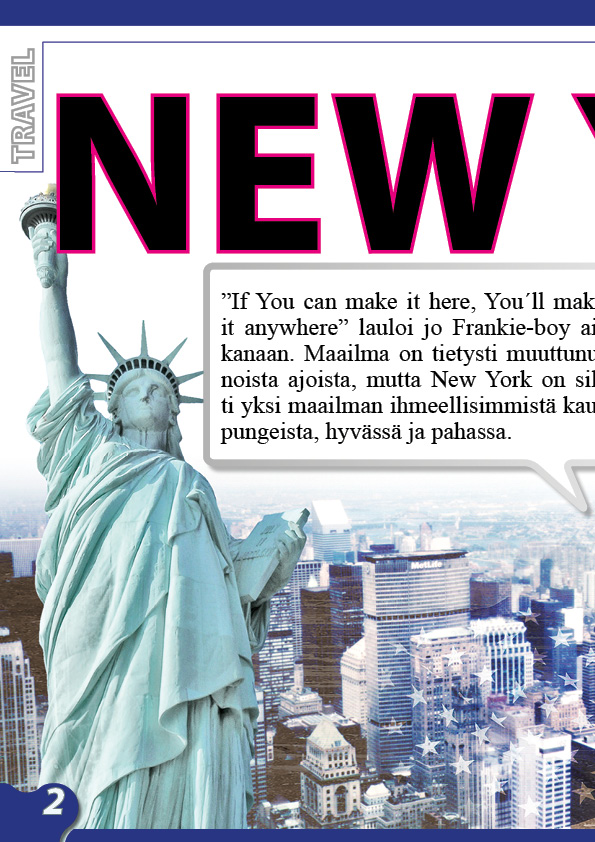 TRAVEL
NEW
"If You can make it here, You´ll mak
it anywhere” lauloi jo Frankie-boy ai
kanaan. Maailma on tietysti muuttunu
noista ajoista, mutta New York on sil
ti yksi maailman ihmeellisimmistä kau
pungeista, hyvässä ja pahassa.
MetLife
2